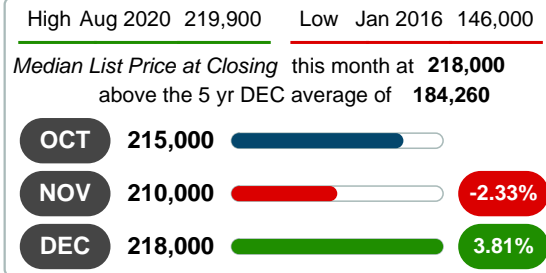 High Aug 2020 219,900 Low Jan 2016 146,000
Median List Price at Closing this month at 218,000
above the 5 yr DEC average of 184,260
OCT 215,000
NOV 210,000 -2.33%
DEC 218,000 3.81%